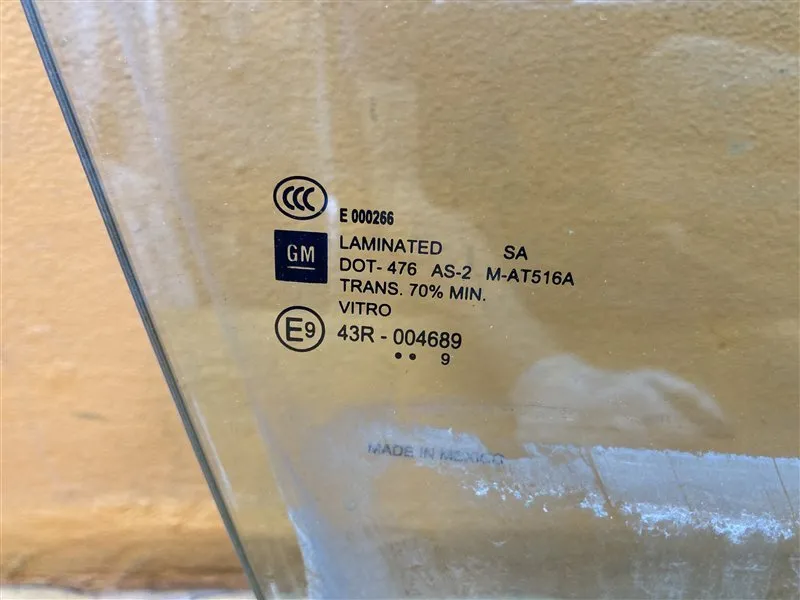 CCC
E 000266
GM
LAMINATED SA
DOT- 476 AS-2 M-AT516A
TRANS. 70% MIN.
VITRO
E9 43R - 004689
•• 9
MADE IN MEXICO